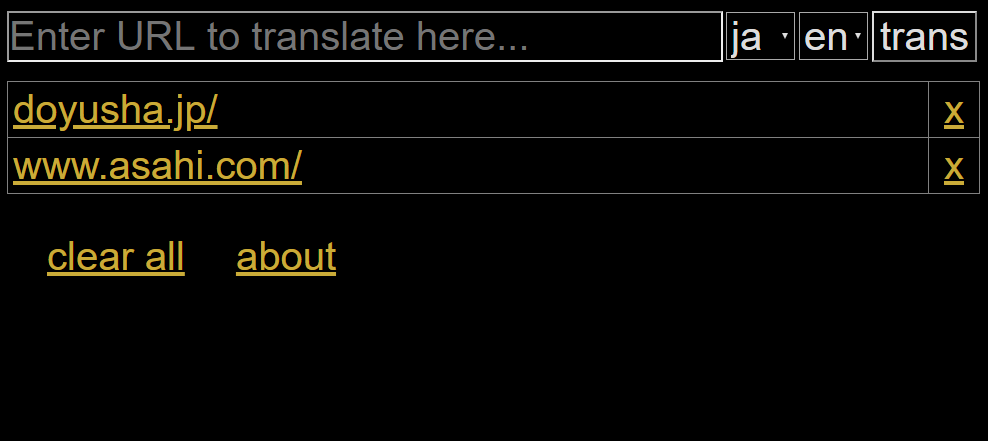 Enter URL to translate here... ja en trans
doyusha.jp/ x
www.asahi.com/ x
clear all about